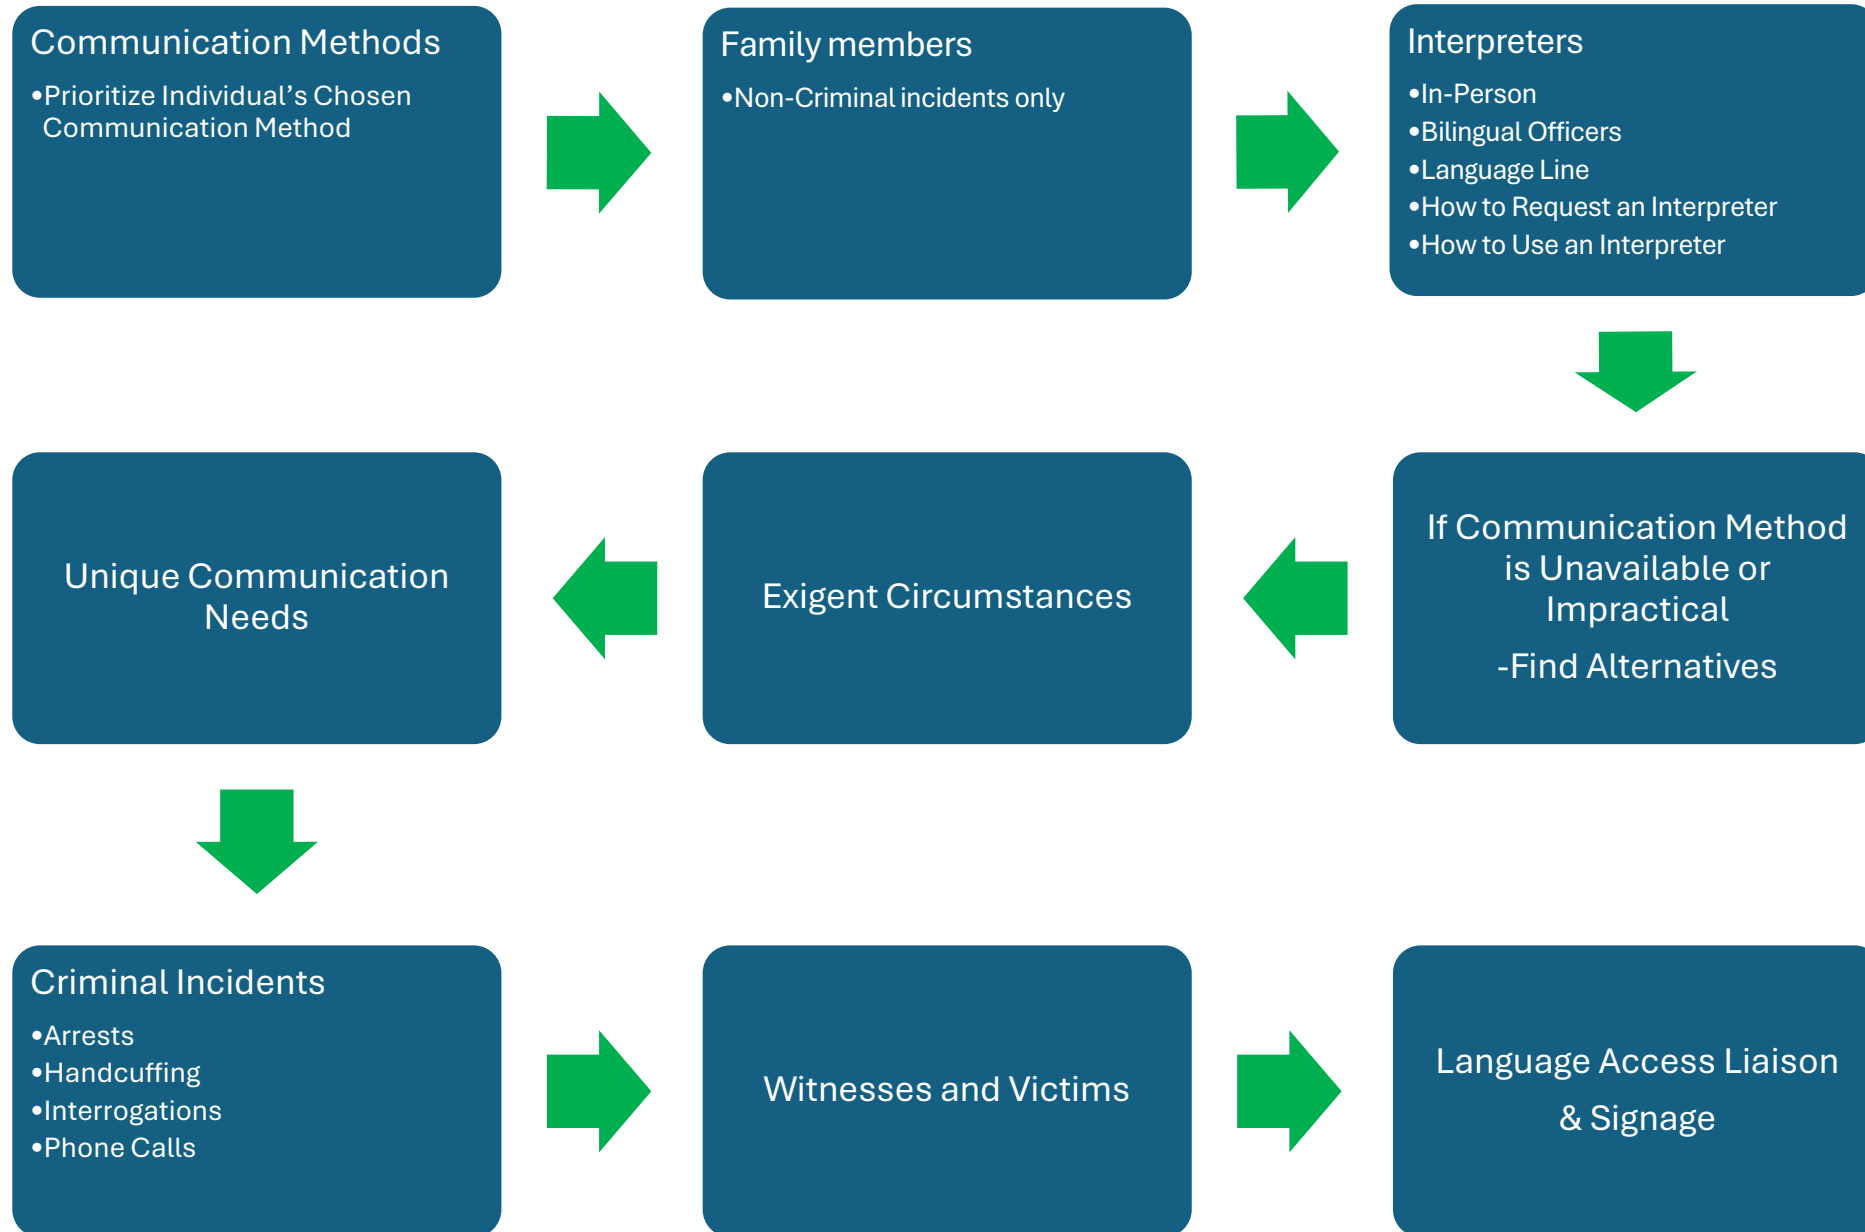 Communication Methods
•Prioritize Individual's Chosen
Communication Method
Family members
•Non-Criminal incidents only
Interpreters
•In-Person
•Bilingual Officers
•Language Line
•How to Request an Interpreter
•How to Use an Interpreter
If Communication Method
is Unavailable or
Impractical
-Find Alternatives
Exigent Circumstances
Unique Communication
Needs
Criminal Incidents
•Arrests
•Handcuffing
•Interrogations
•Phone Calls
Witnesses and Victims
Language Access Liaison
& Signage